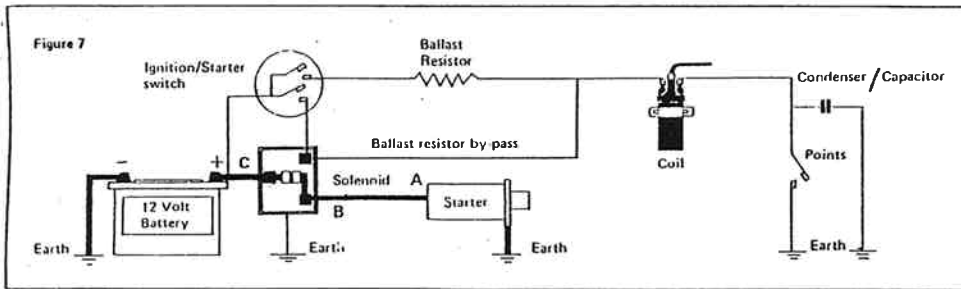 Figure 7
Ignition/Starter
switch
Ballast
Resistor
Condenser/Capacitor
Ballast resistor by-pass
Coil
Points
- + C
Solennid A
B
Starter
12 Volt
Battery
Earth
Earth
Earth
Earth